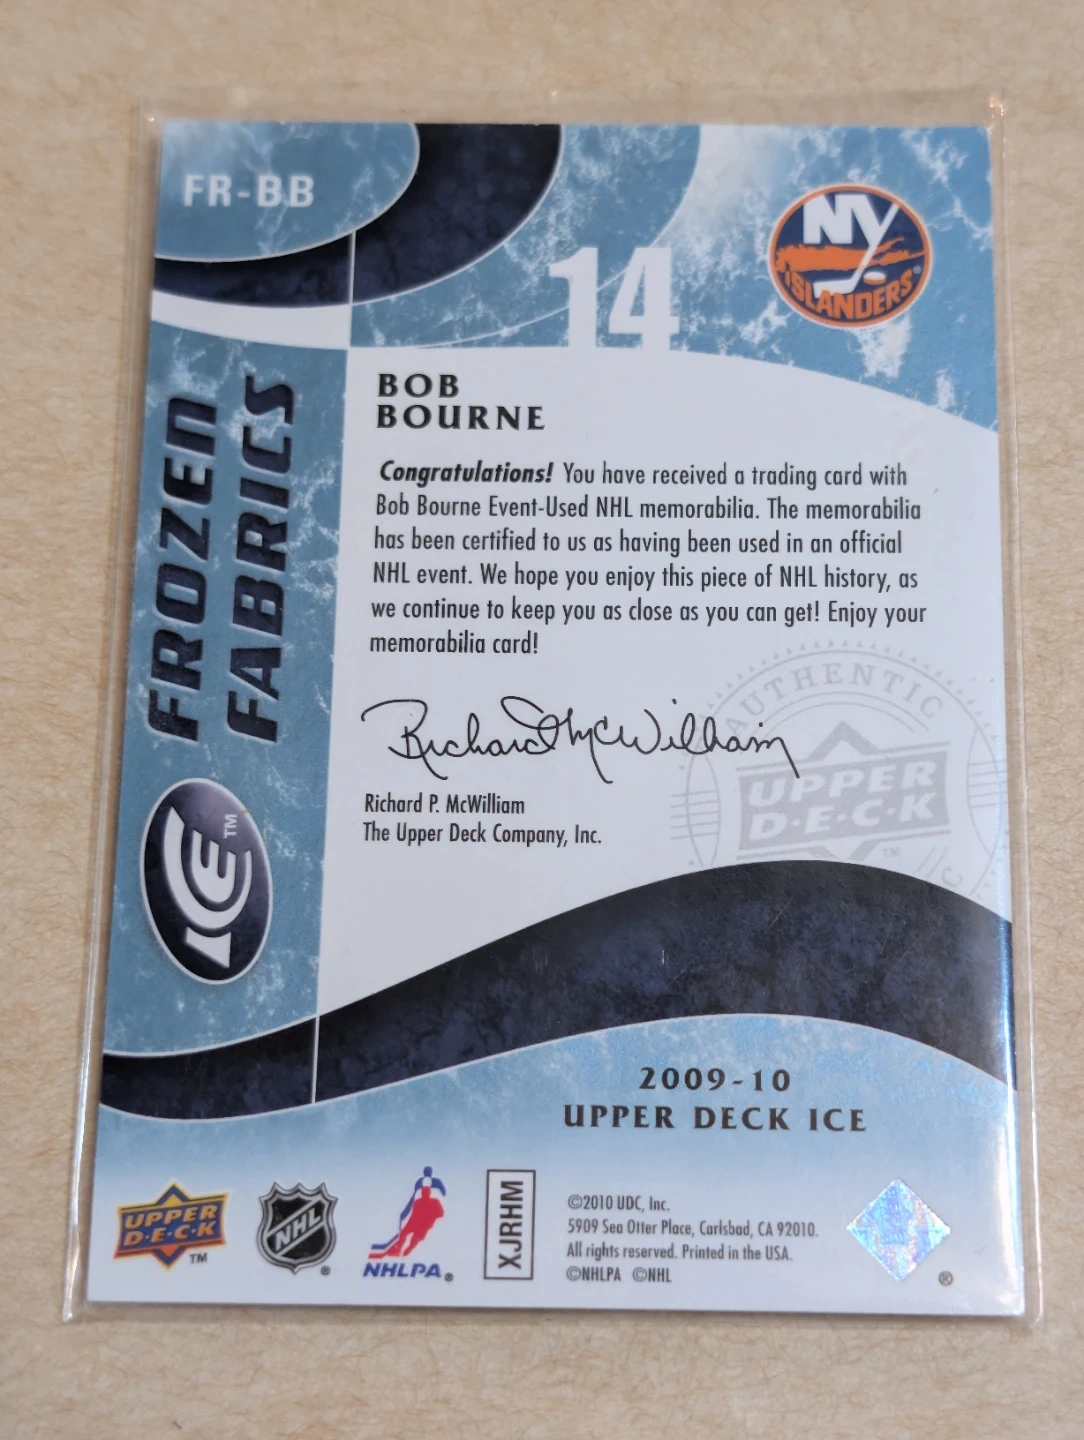 FR-BB
NY
ISLANDERS®
14
FROZEN
FABRICS
BOB
BOURNE
Congratulations! You have received a trading card with
Bob Bourne Event-Used NHL memorabilia. The memorabilia
has been certified to us as having been used in an official
NHL event. We hope you enjoy this piece of NHL history, as
we continue to keep you as close as you can get! Enjoy your
memorabilia card!
AUTHENTIC
UPPER
D·E·C·K
TM
Richard McWilliam
Richard P. McWilliam
The Upper Deck Company, Inc.
ICE TM
2009-10
UPPER DECK ICE
UPPER
D·E·C·K
TM
NHL
®
NHLPA®
XJRHM
©2010 UDC, Inc.
5909 Sea Otter Place, Carlsbad, CA 92010.
All rights reserved. Printed in the USA.
©NHLPA ©NHL
®